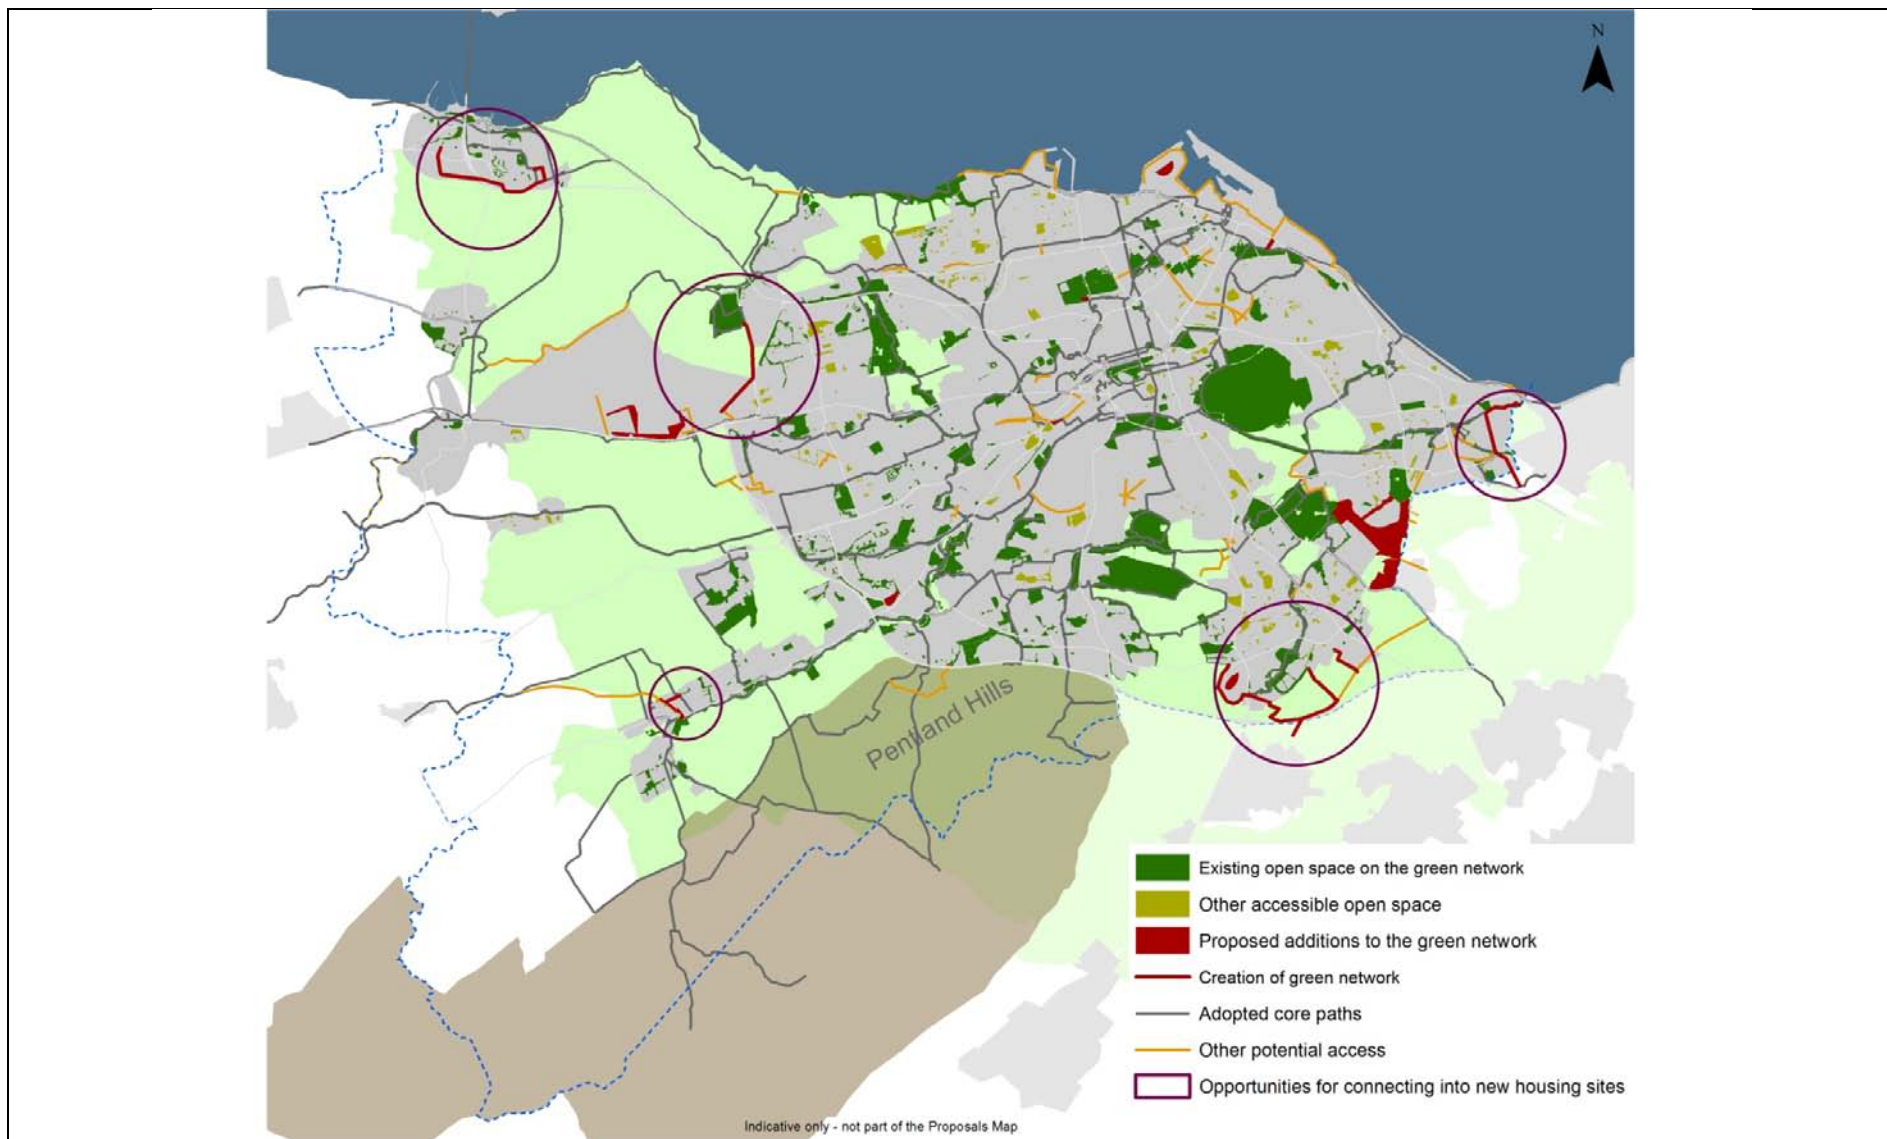 N
Pentland Hills
Existing open space on the green network
Other accessible open space
Proposed additions to the green network
Creation of green network
Adopted core paths
Other potential access
Opportunities for connecting into new housing sites
Indicative only - not part of the Proposals Map